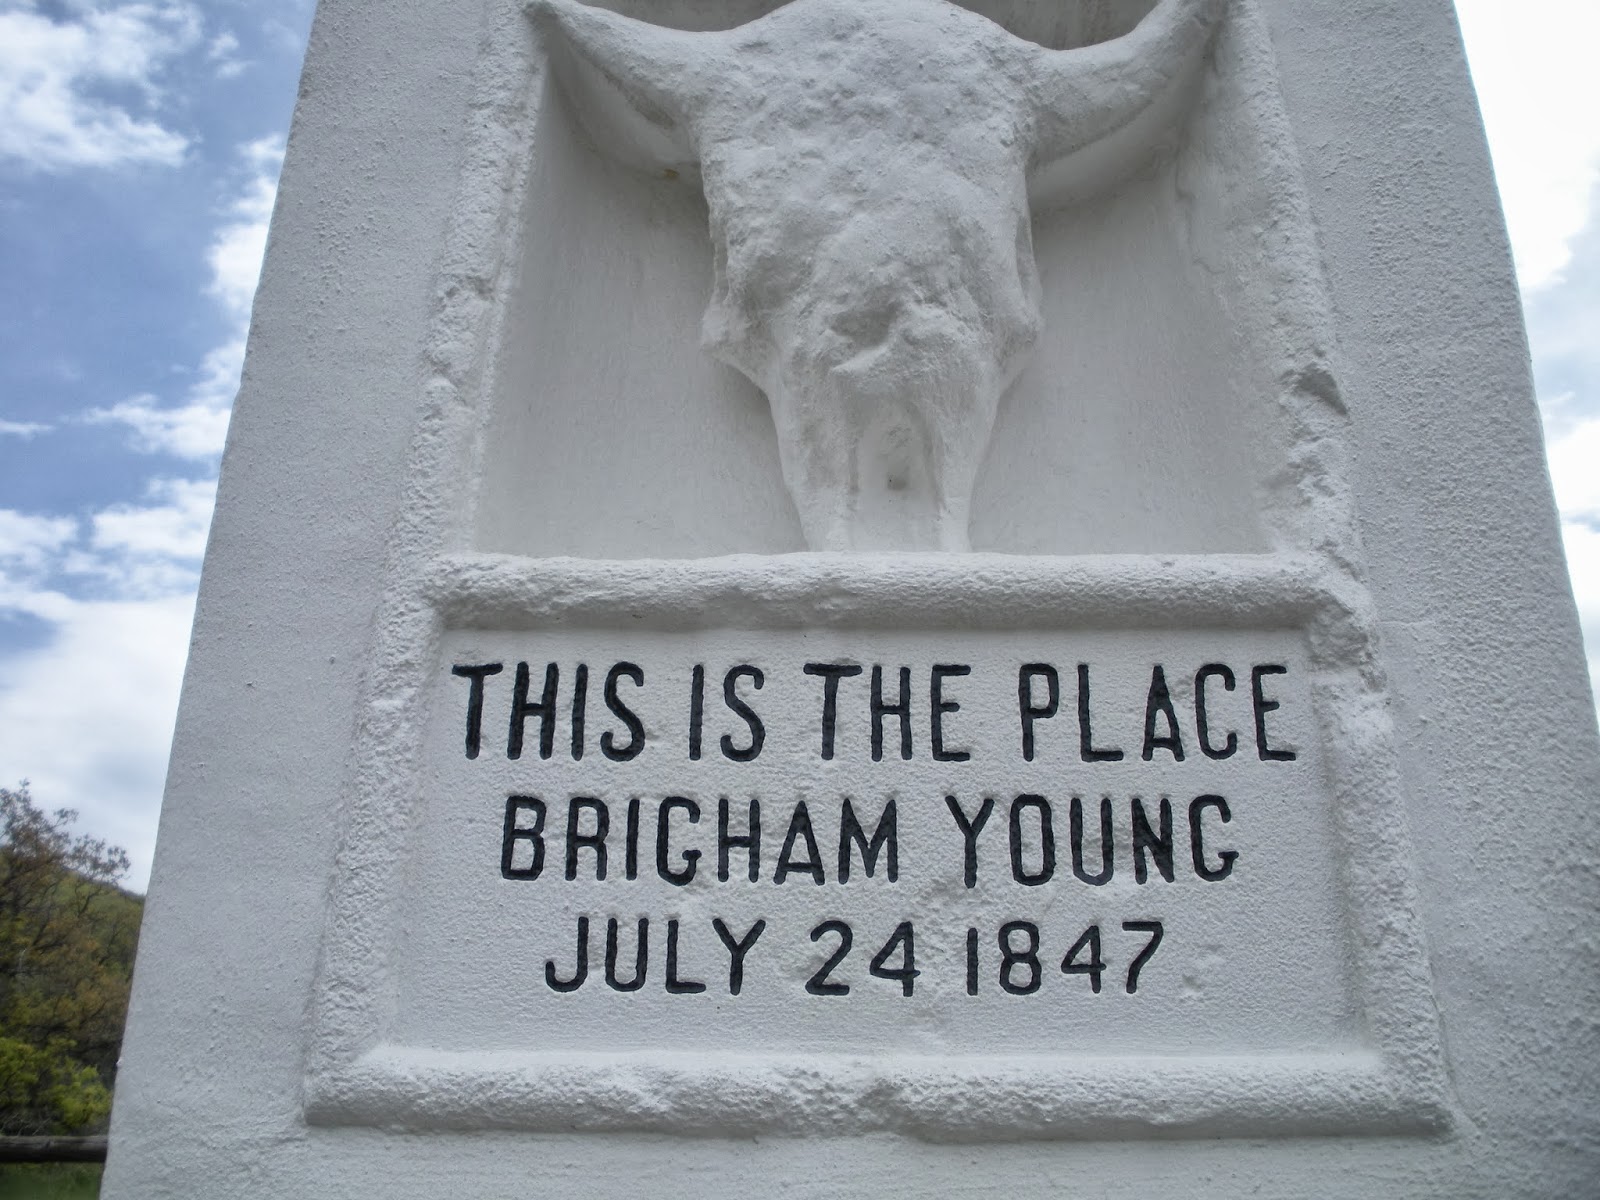 THIS IS THE PLACE
BRIGHAM YOUNG
JULY 24 1847